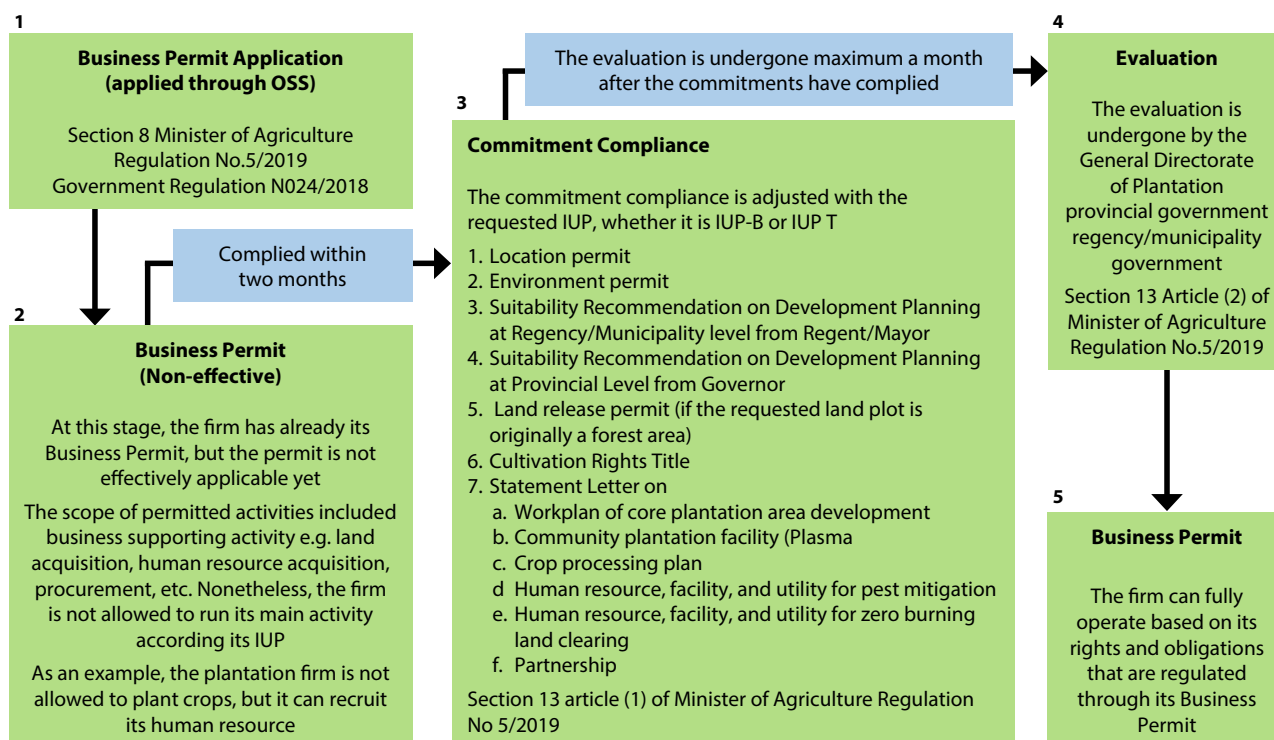 1
Business Permit Application
(applied through OSS)
Section 8 Minister of Agriculture
Regulation No.5/2019
Government Regulation N024/2018
Complied within
two months
2
Business Permit
(Non-effective)
At this stage, the firm has already its
Business Permit, but the permit is not
effectively applicable yet
The scope of permitted activities included
business supporting activity e.g. land
acquisition, human resource acquisition,
procurement, etc. Nonetheless, the firm
is not allowed to run its main activity
according its IUP
As an example, the plantation firm is not
allowed to plant crops, but it can recruit
its human resource
The evaluation is undergone maximum a month
after the commitments have complied
3
Commitment Compliance
The commitment compliance is adjusted with the
requested IUP, whether it is IUP-B or IUP T
1. Location permit
2. Environment permit
3. Suitability Recommendation on Development Planning
at Regency/Municipality level from Regent/Mayor
4. Suitability Recommendation on Development Planning
at Provincial Level from Governor
5. Land release permit (if the requested land plot is
originally a forest area)
6. Cultivation Rights Title
7. Statement Letter on
a. Workplan of core plantation area development
b. Community plantation facility (Plasma
c. Crop processing plan
d Human resource, facility, and utility for pest mitigation
e. Human resource, facility, and utility for zero burning
land clearing
f. Partnership
Section 13 article (1) of Minister of Agriculture Regulation
No 5/2019
4
Evaluation
The evaluation is
undergone by the
General Directorate
of Plantation
provincial government
regency/municipality
government
Section 13 Article (2) of
Minister of Agriculture
Regulation No.5/2019
5
Business Permit
The firm can fully
operate based on its
rights and obligations
that are regulated
through its Business
Permit